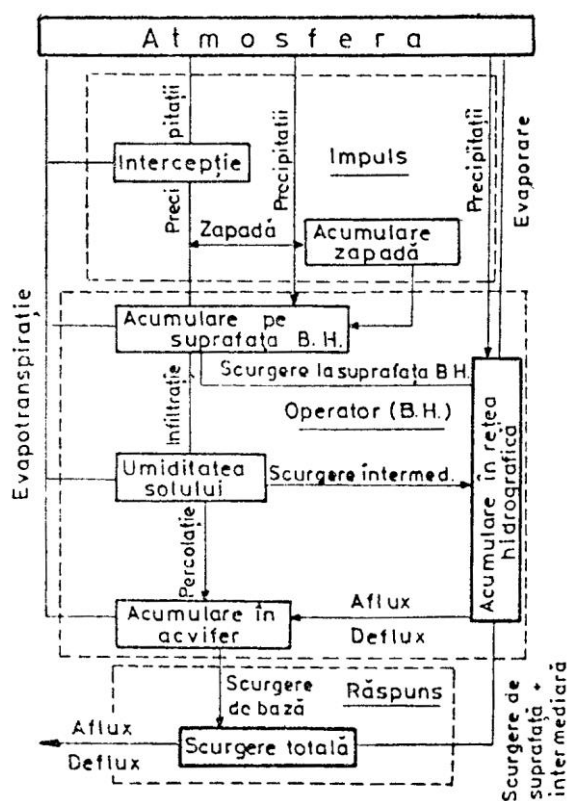 Atmosfera
Precipitații
Intercepție
Precipitații
Impuls
Precipitații
Evaporare
Zapadă
Acumulare
zapadă
Evapotranspirație
Acumulare pe
suprafața B.H.
Scurgere la suprafața B.H.
Infiltrație
Operator (B.H.)
Umiditatea
solului
Scurgere intermed.
Acumulare în rețea
hidrografică
Percolație
Acumulare în
acvifer
Aflux
Deflux
Scurgere
de bază
Răspuns
Scurgere de
suprafață +
intermediară
Aflux
Deflux
Scurgere totală